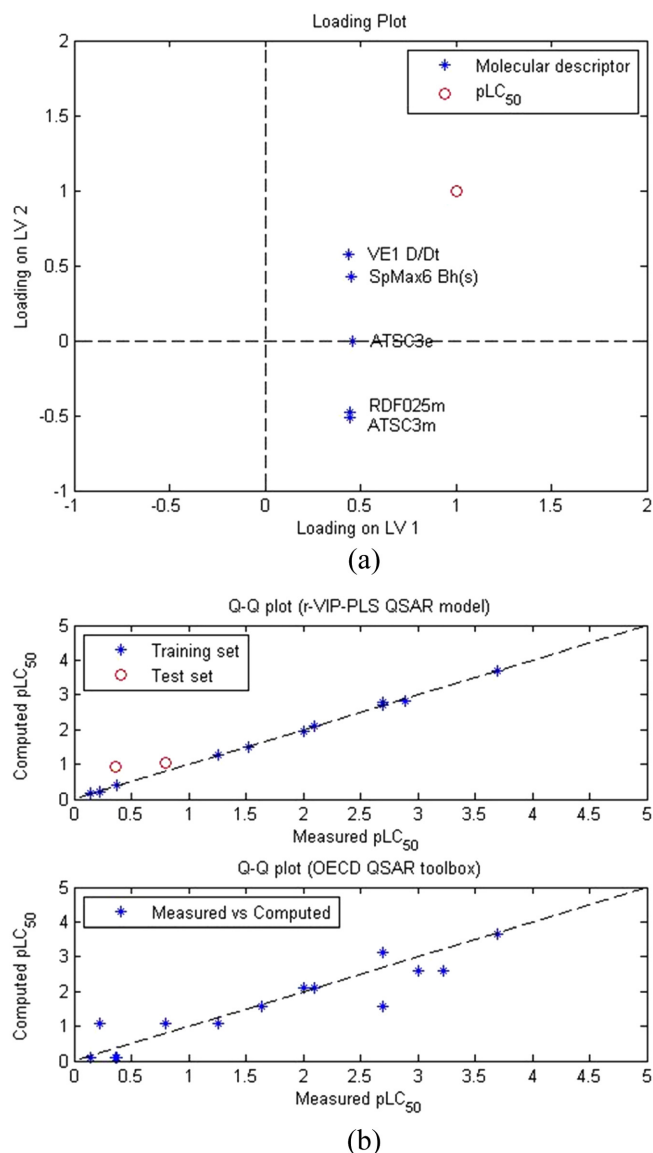 Loading Plot
2
1.5
1
0.5
0
-0.5
-1
Loading on LV 2
Molecular descriptor
pLC50
VE1 D/Dt
SpMax6 Bh(s)
ATSC3e
RDF025m
ATSC3m
-1 -0.5 0 0.5 1 1.5 2
Loading on LV 1
(a)
Q-Q plot (r-VIP-PLS QSAR model)
5
4
3
2
1
0
Computed pLC50
Training set
Test set
0 0.5 1 1.5 2 2.5 3 3.5 4 4.5 5
Measured pLC50
Q-Q plot (OECD QSAR toolbox)
5
4
3
2
1
0
Computed pLC50
Measured vs Computed
0 0.5 1 1.5 2 2.5 3 3.5 4 4.5 5
Measured pLC50
(b)